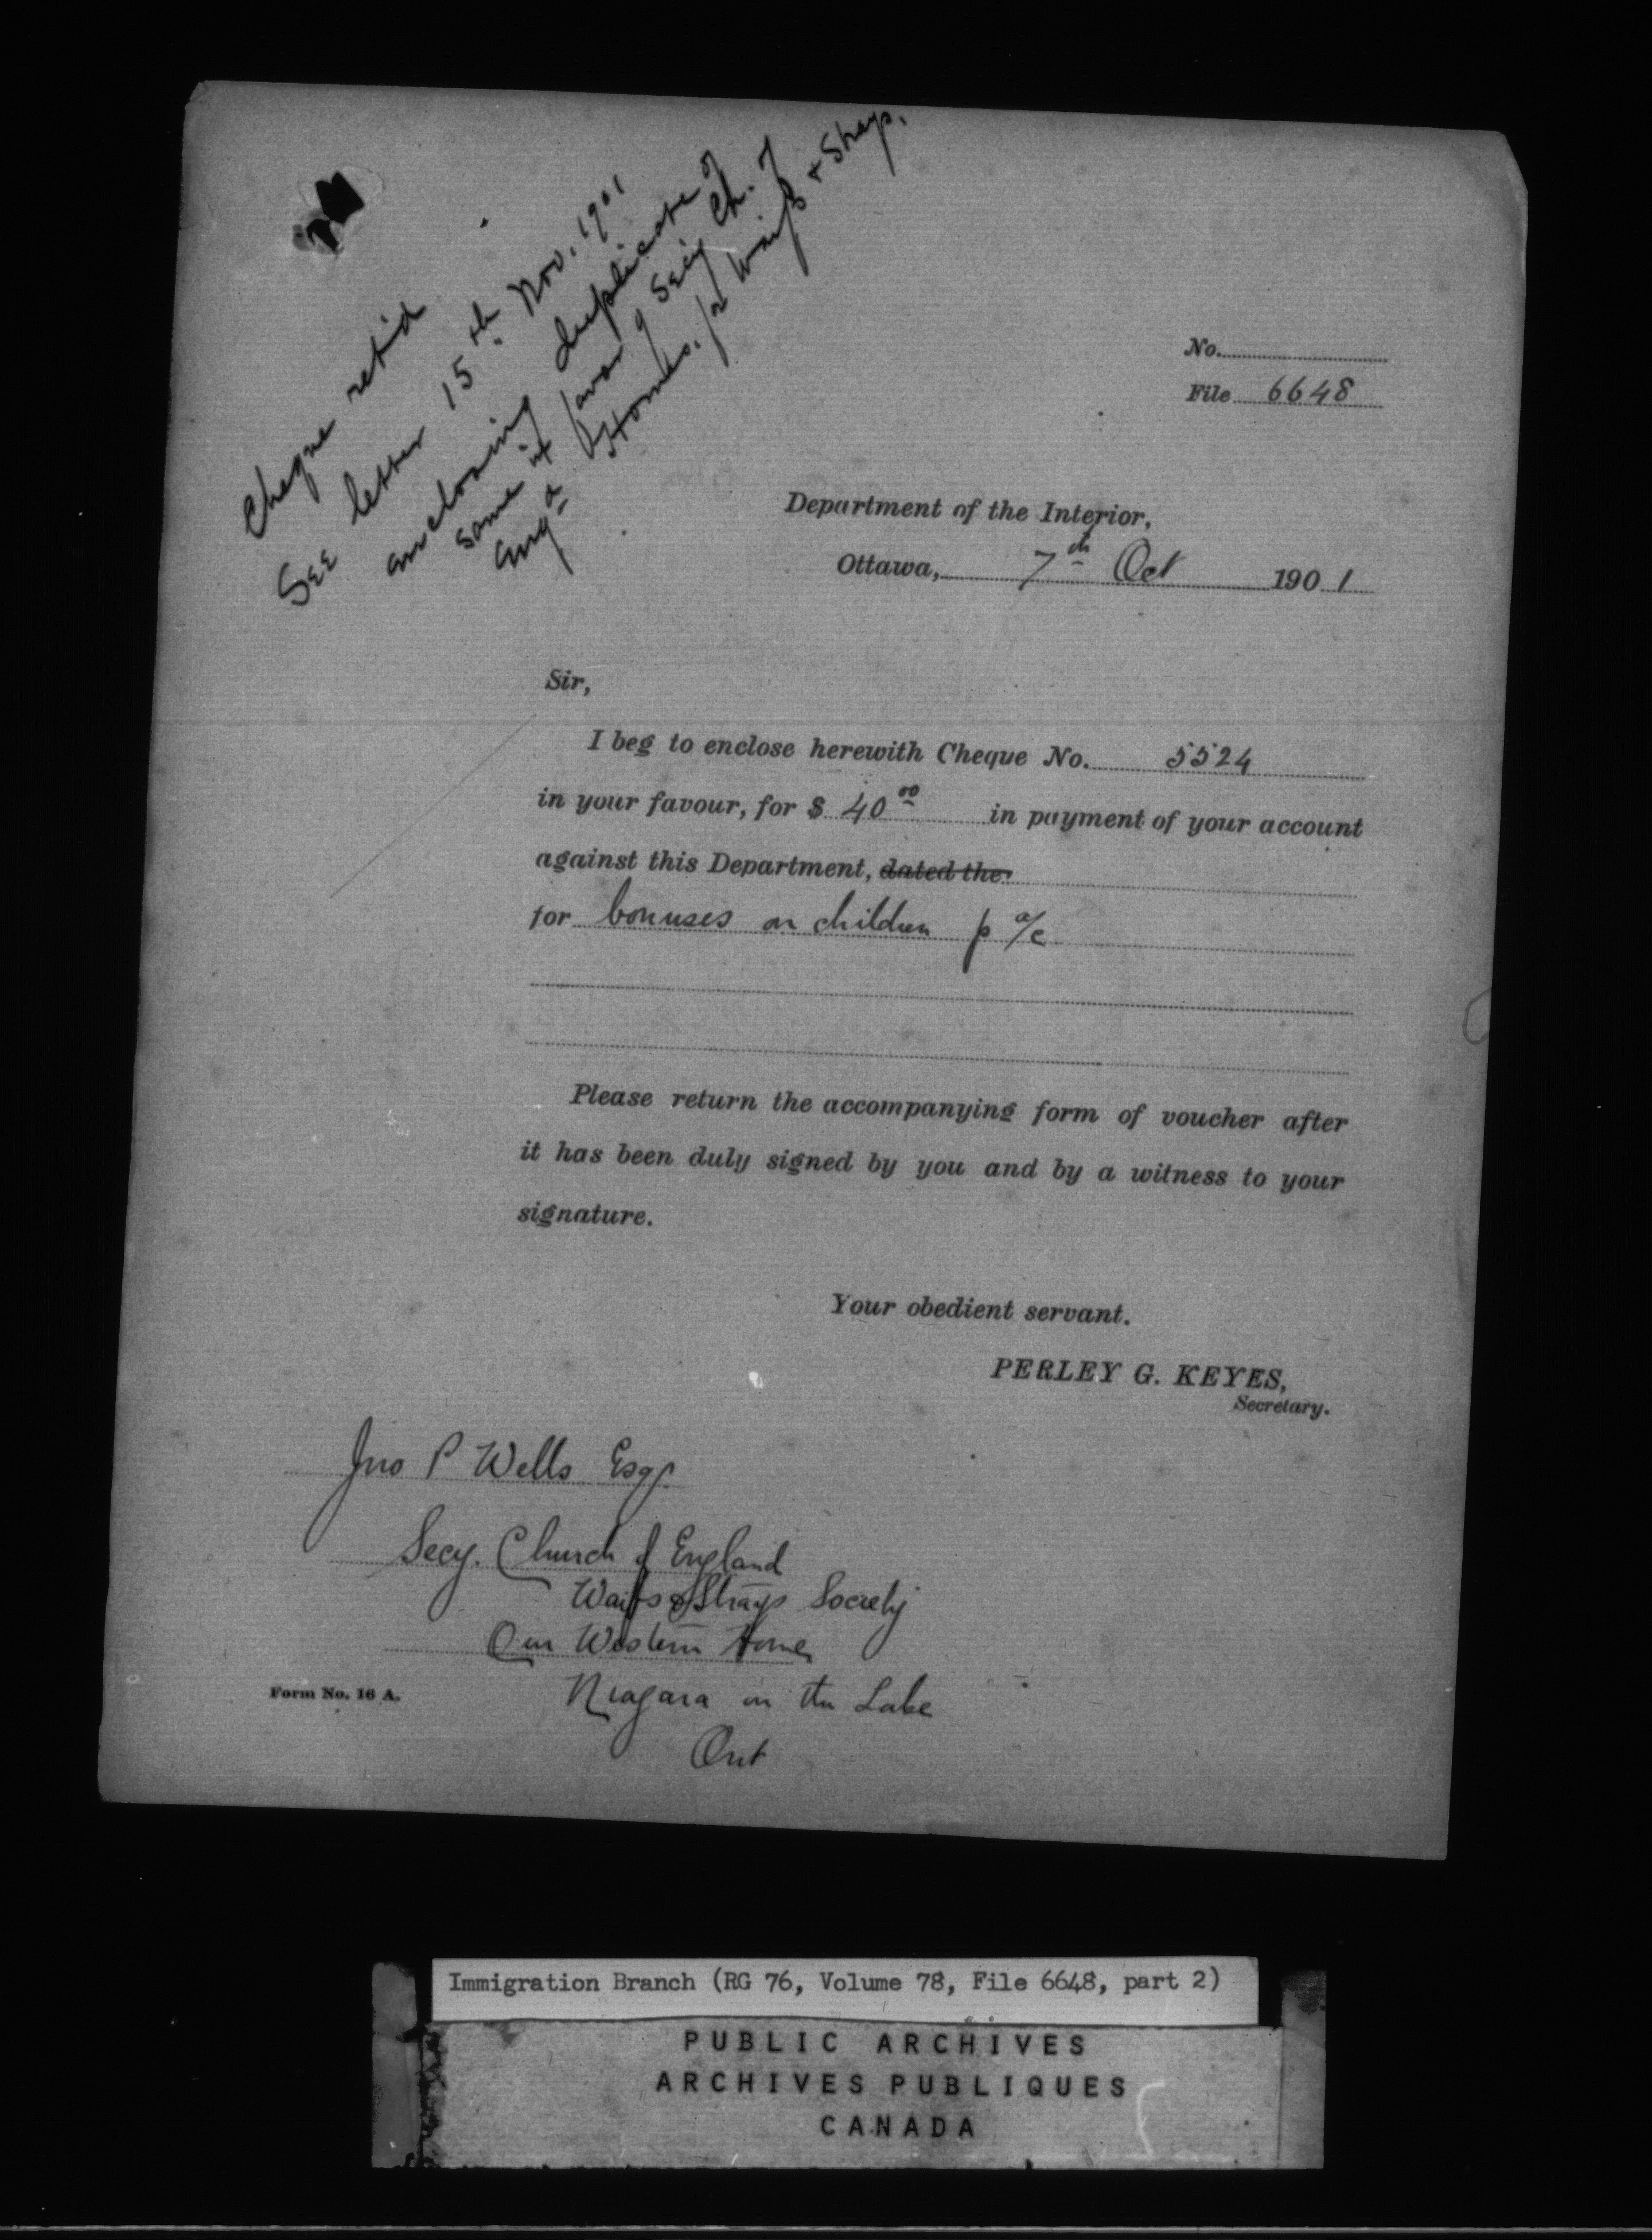 Cheque ret'd
See letter 15th Nov. 1901
enclosing duplicate of
same in favor of Secy Ch. of
Eng.d Homes for Waifs & Strays.
No.
File 6648
Department of the Interior,
Ottawa, 7th Oct 1901
Sir,
I beg to enclose herewith Cheque No. 5524
in your favour, for $ 40 00 in payment of your account
against this Department, dated the
for bonuses on children p a/c
Please return the accompanying form of voucher after
it has been duly signed by you and by a witness to your
signature.
Your obedient servant.
PERLEY G. KEYES,
Secretary.
Jno P Wells Esqr.
Secy. Church of England
Waifs & Strays Society
Our Western Home
Niagara on the Lake
Ont
Form No. 16 A.
Immigration Branch (RG 76, Volume 78, File 6648, part 2)
PUBLIC ARCHIVES
ARCHIVES PUBLIQUES
CANADA